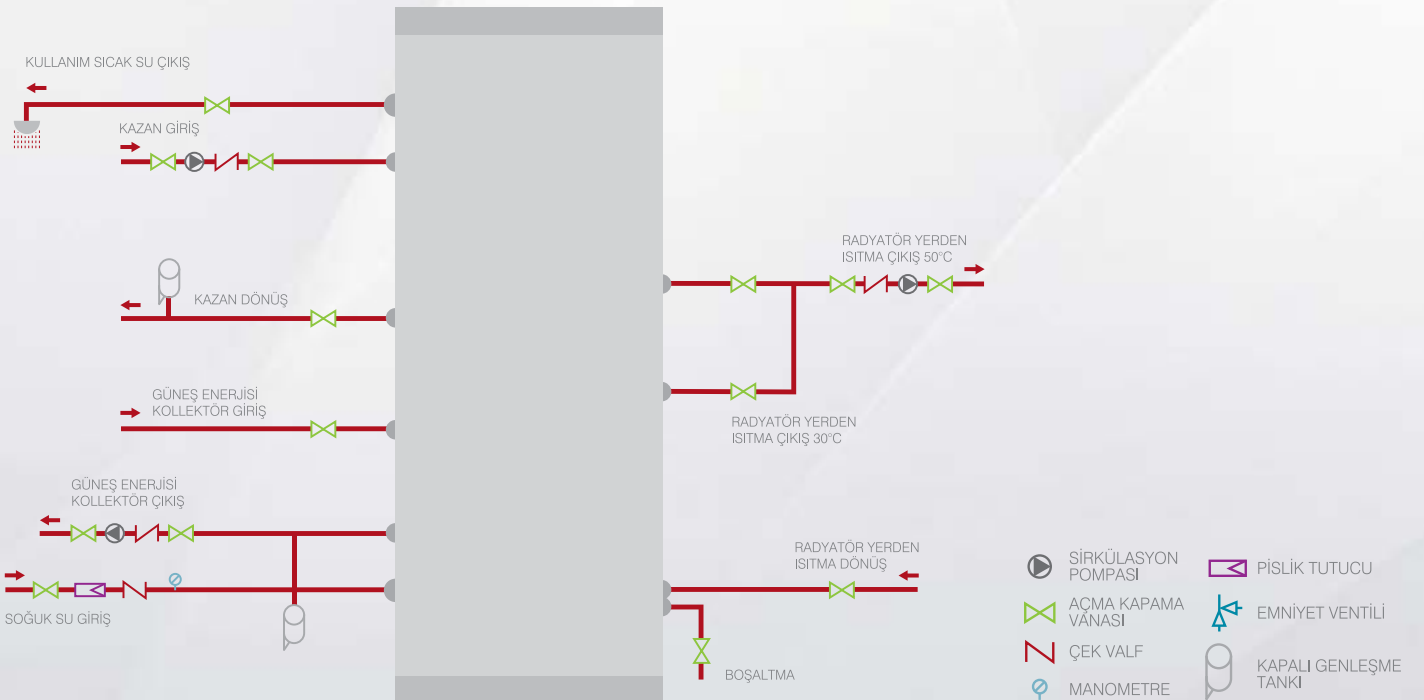 KULLANIM SICAK SU ÇIKIŞ
KAZAN GİRİŞ
KAZAN DÖNÜŞ
GÜNEŞ ENERJİSİ
KOLLEKTÖR GİRİŞ
GÜNEŞ ENERJİSİ
KOLLEKTÖR ÇIKIŞ
SOĞUK SU GİRİŞ
RADYATÖR YERDEN
ISITMA ÇIKIŞ 50°C
RADYATÖR YERDEN
ISITMA ÇIKIŞ 30°C
RADYATÖR YERDEN
ISITMA DÖNÜŞ
BOŞALTMA
SİRKÜLASYON
POMPASI
AÇMA KAPAMA
VANASI
ÇEK VALF
MANOMETRE
PİSLİK TUTUCU
EMNİYET VENTİLİ
KAPALI GENLEŞME
TANKI